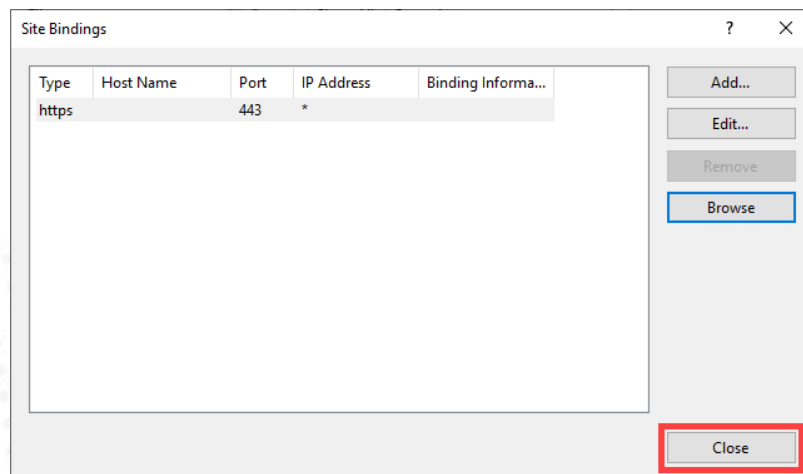 Site Bindings ? X
Type Host Name Port IP Address Binding Informa... Add...
https 443 *
Edit...
Remove
Browse
Close